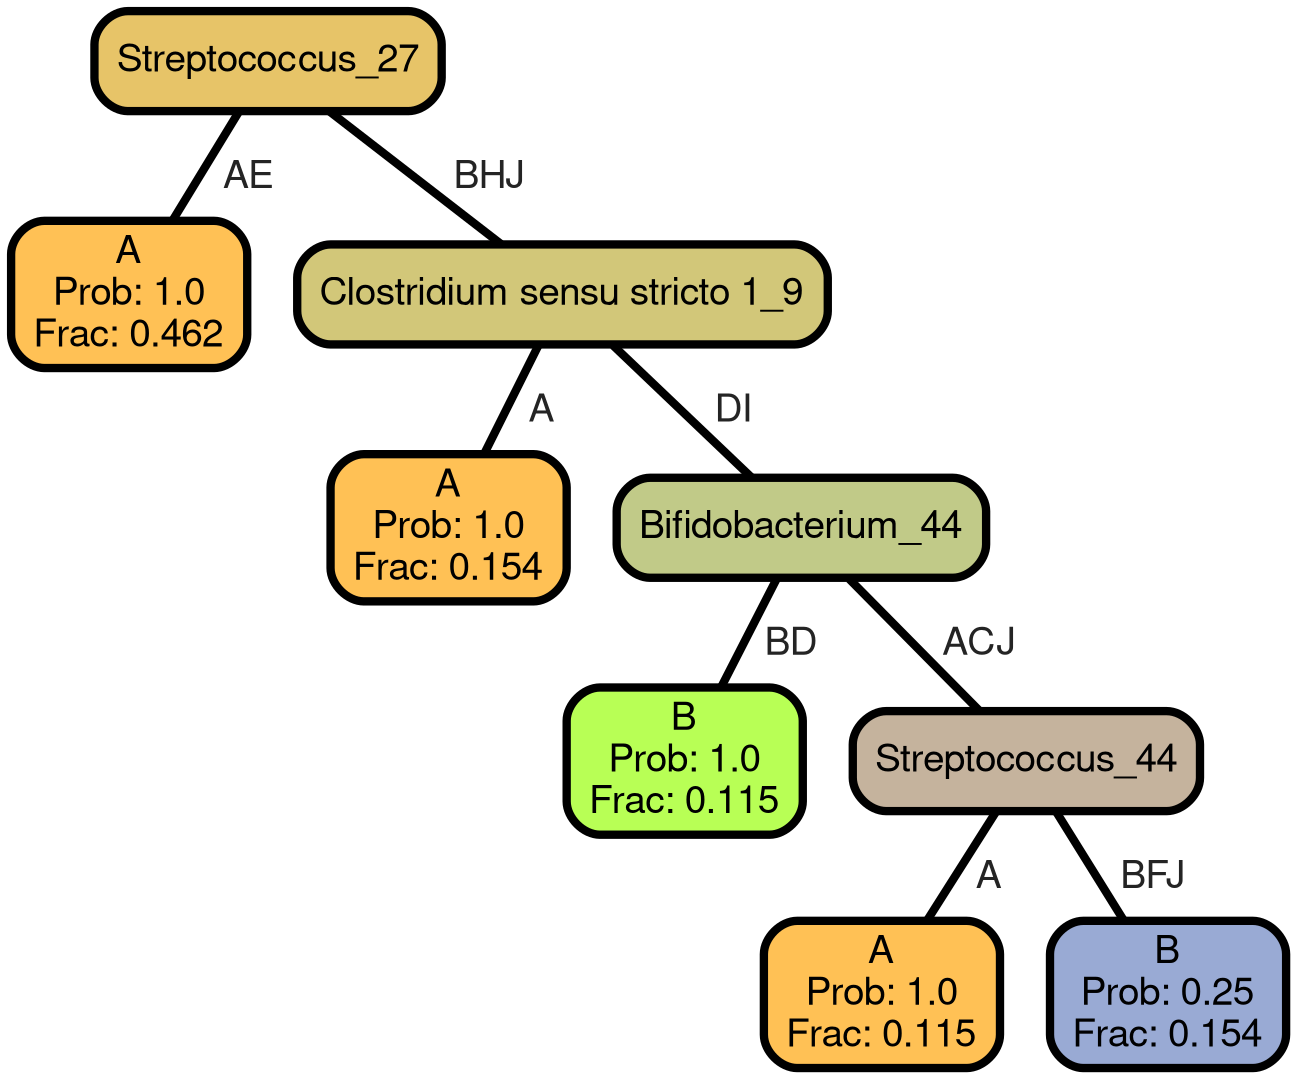 Streptococcus_27
AE
BHJ
A
Prob: 1.0
Frac: 0.462
Clostridium sensu stricto 1_9
A
DI
A
Prob: 1.0
Frac: 0.154
Bifidobacterium_44
BD
ACJ
B
Prob: 1.0
Frac: 0.115
Streptococcus_44
A
BFJ
A
Prob: 1.0
Frac: 0.115
B
Prob: 0.25
Frac: 0.154